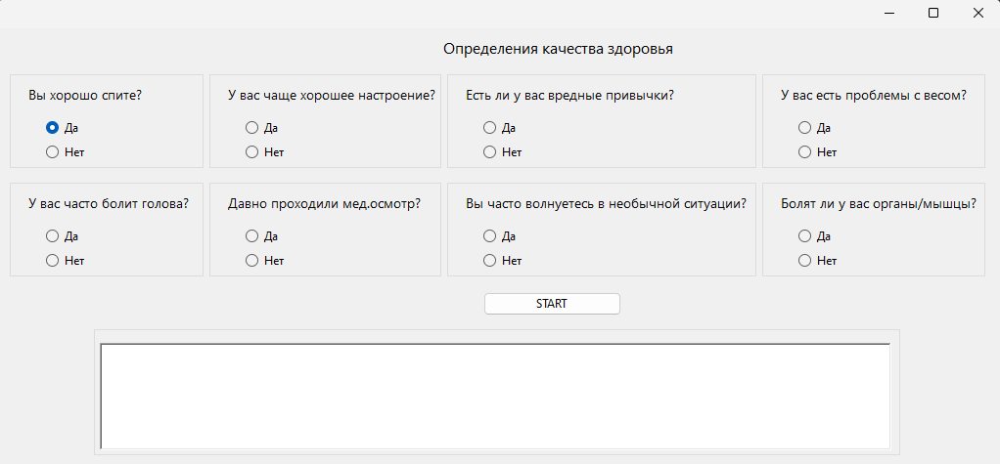 Определения качества здоровья
Вы хорошо спите?
Да
Нет
У вас чаще хорошее настроение?
Да
Нет
Есть ли у вас вредные привычки?
Да
Нет
У вас есть проблемы с весом?
Да
Нет
У вас часто болит голова?
Да
Нет
Давно проходили мед.осмотр?
Да
Нет
Вы часто волнуетесь в необычной ситуации?
Да
Нет
Болят ли у вас органы/мышцы?
Да
Нет
START